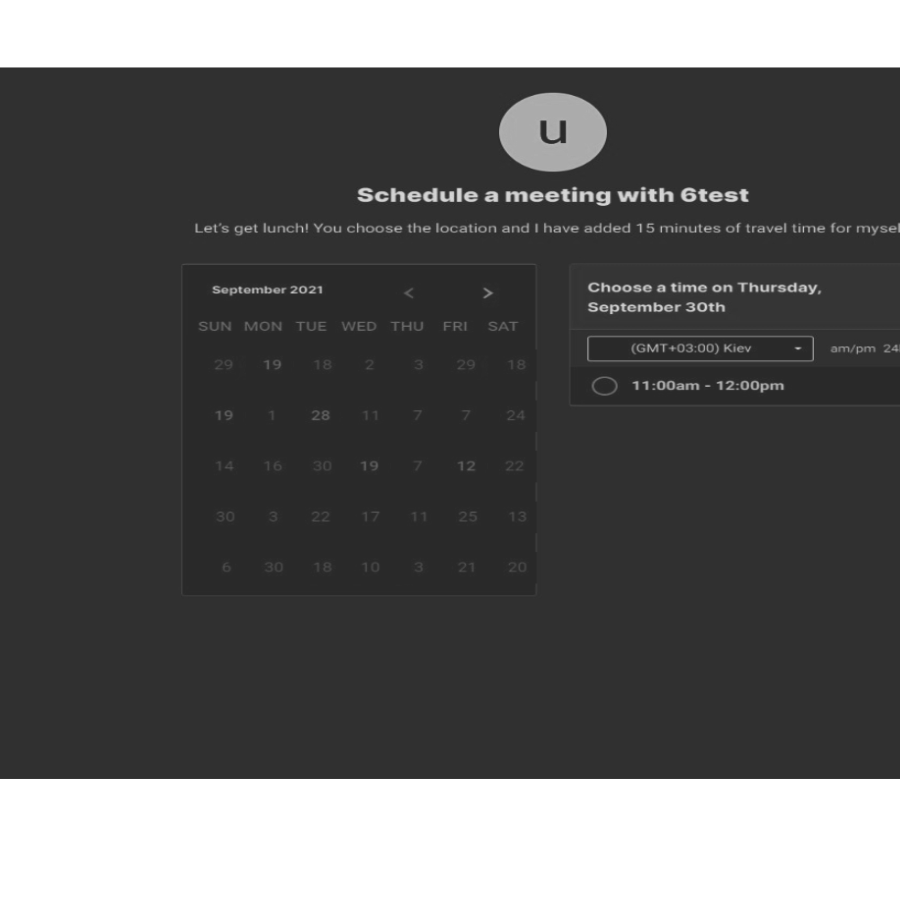 u
Schedule a meeting with 6test
Let's get lunch! You choose the location and I have added 15 minutes of travel time for mysel
September 2021 < >
SUN MON TUE WED THU FRI SAT
29 19 18 2 3 29 18
19 1 28 11 7 7 24
14 16 30 19 7 12 22
30 3 22 17 11 25 13
6 30 18 10 3 21 20
Choose a time on Thursday,
September 30th
(GMT+03:00) Kiev am/pm 24
11:00am - 12:00pm